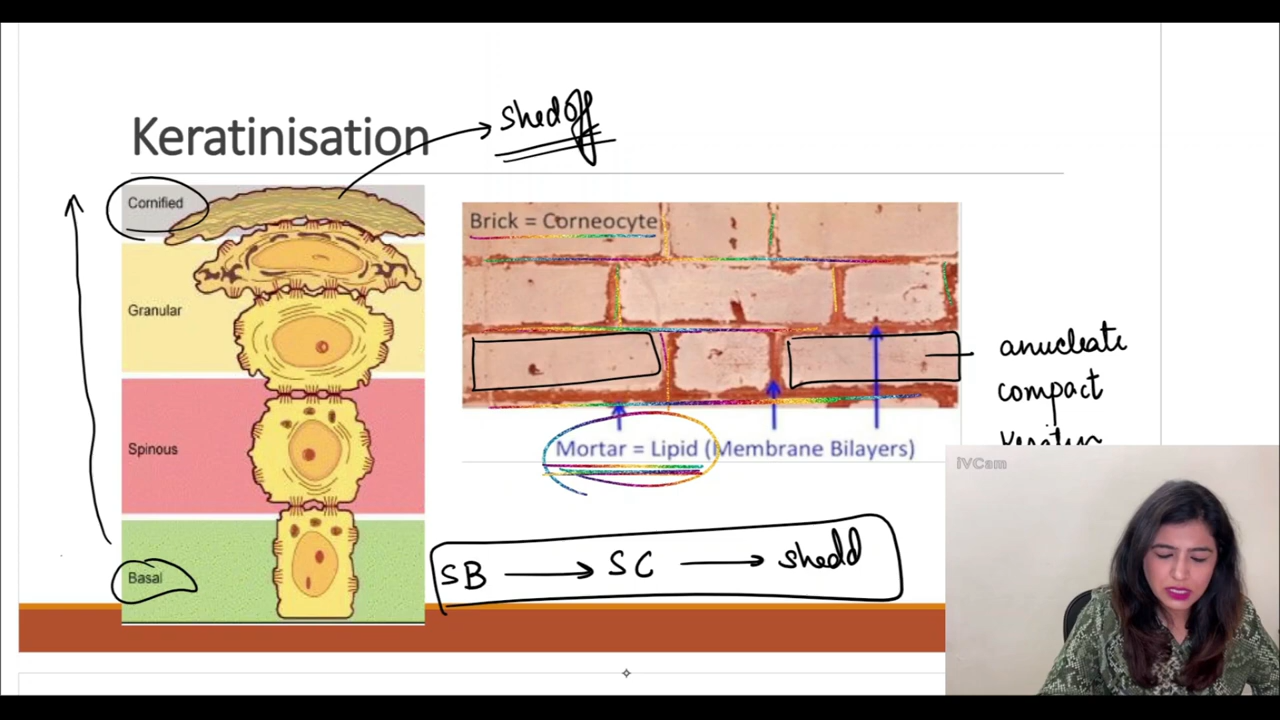 Keratinisation
shed off
Cornified
Granular
Spinous
Basal
Brick = Corneocyte
Mortar = Lipid (Membrane Bilayers)
anucleate
compact
SB → SC → shedd
iVCam